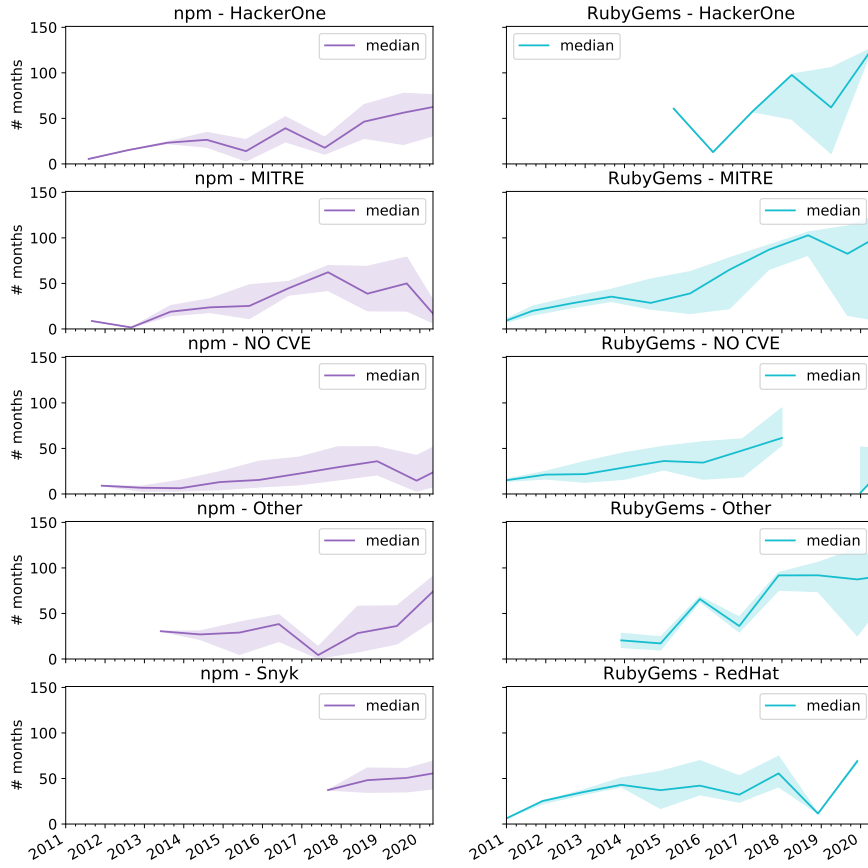 npm - HackerOne
RubyGems - HackerOne
# months
150
100
50
0
median
median
npm - MITRE
RubyGems - MITRE
# months
150
100
50
0
median
median
npm - NO CVE
RubyGems - NO CVE
# months
150
100
50
0
median
median
npm - Other
RubyGems - Other
# months
150
100
50
0
median
median
npm - Snyk
RubyGems - RedHat
# months
150
100
50
0
median
median
2011 2012 2013 2014 2015 2016 2017 2018 2019 2020
2011 2012 2013 2014 2015 2016 2017 2018 2019 2020